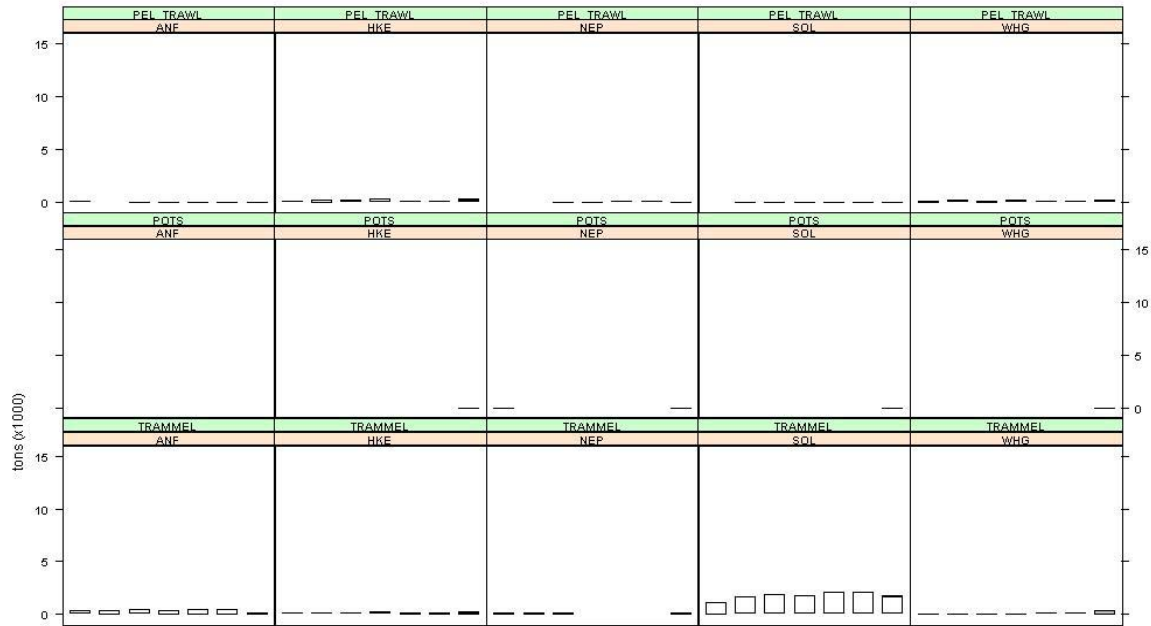 PEL TRAWL PEL TRAWL PEL TRAWL PEL TRAWL PEL TRAWL
ANF HKE NEP SOL WHG
15
10
5
0
POTS POTS POTS POTS POTS
ANF HKE NEP SOL WHG
15
10
5
0
tons (x1000)
TRAMMEL TRAMMEL TRAMMEL TRAMMEL TRAMMEL
ANF HKE NEP SOL WHG
15
10
5
0